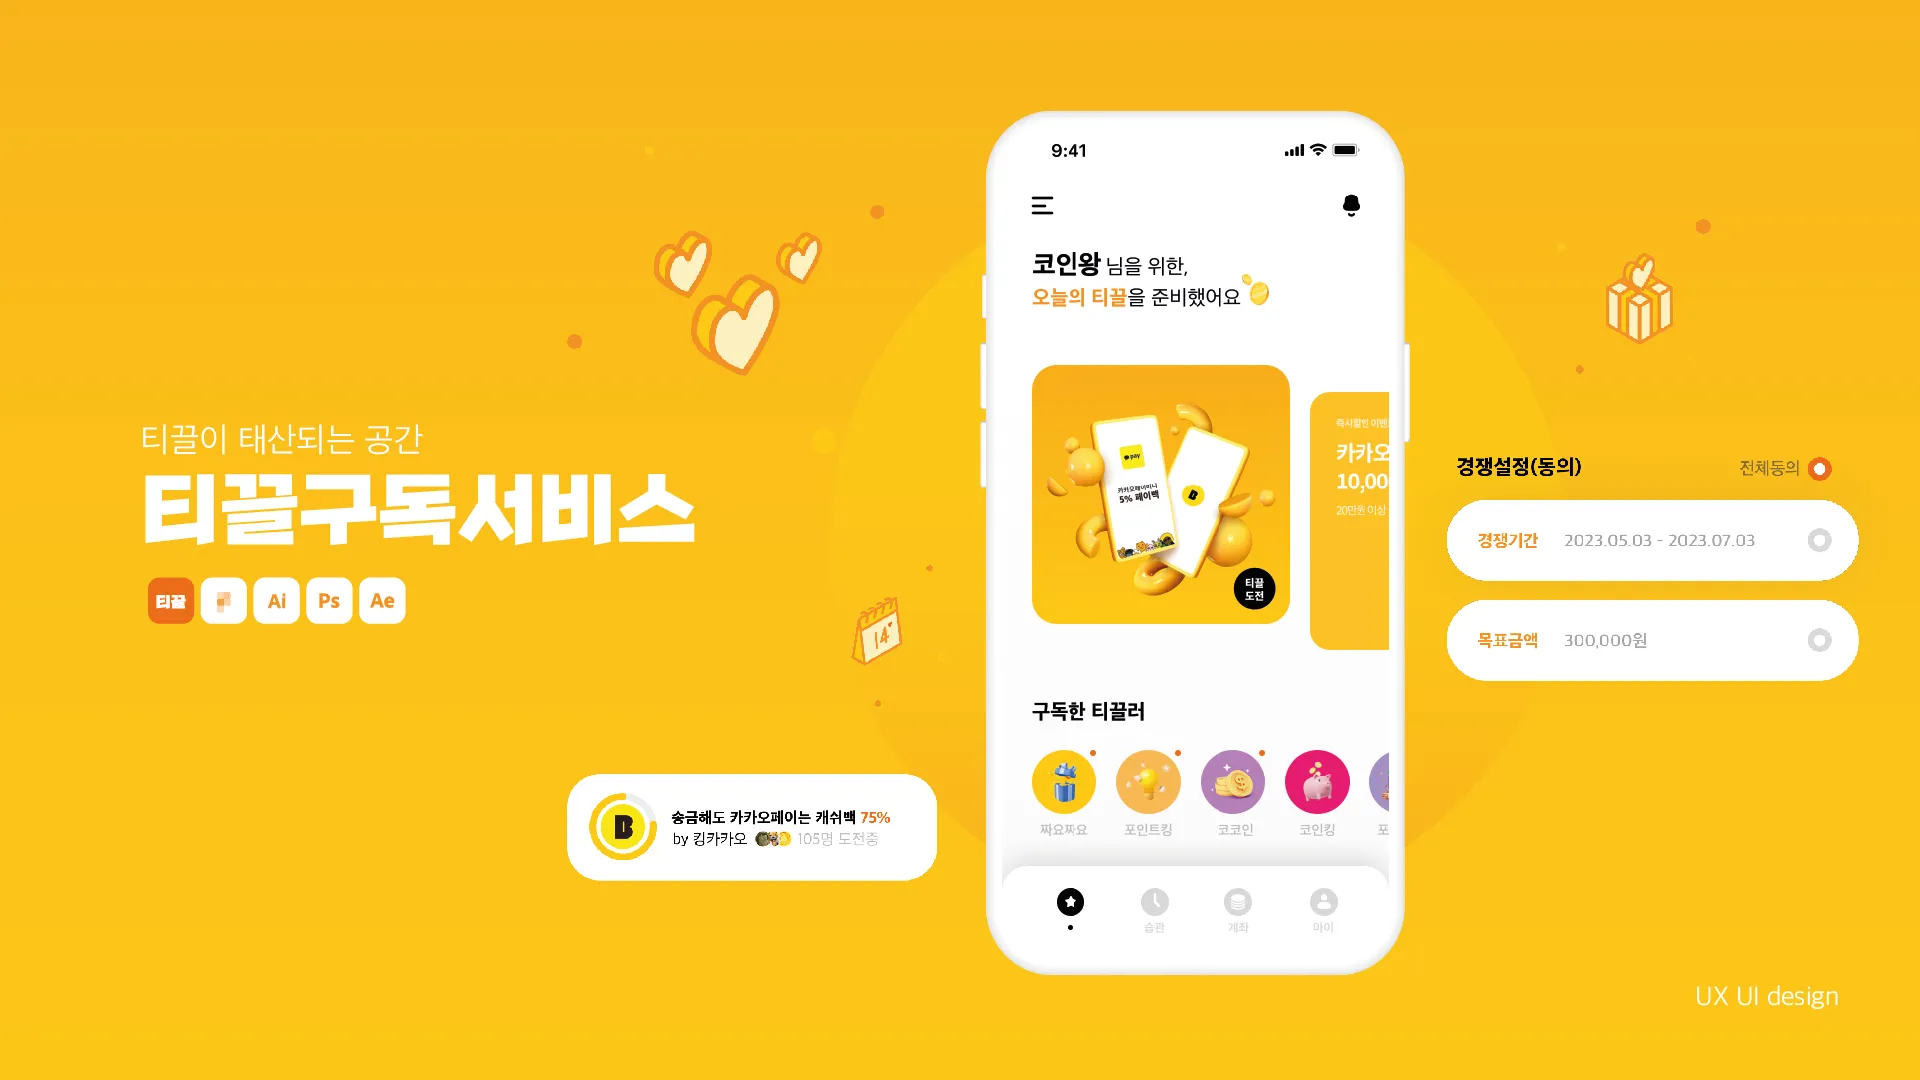 티끌이 태산되는 공간
티끌구독서비스
티끌
Ai
Ps
Ae
14
송금해도 카카오페이는 캐쉬백 75%
by 킹카카오 105명 도전중
B
9:41
코인왕 님을 위한,
오늘의 티끌을 준비했어요
pay
5% 페이백
B
티끌
도전
즉시할인 이벤
카카오
10,00
20만원 이상
구독한 티끌러
짜요짜요
포인트킹
코코인
코인킹
포
습관
계좌
마이
경쟁설정(동의)
전체동의
경쟁기간 2023.05.03 - 2023.07.03
목표금액 300,000원
UX UI design